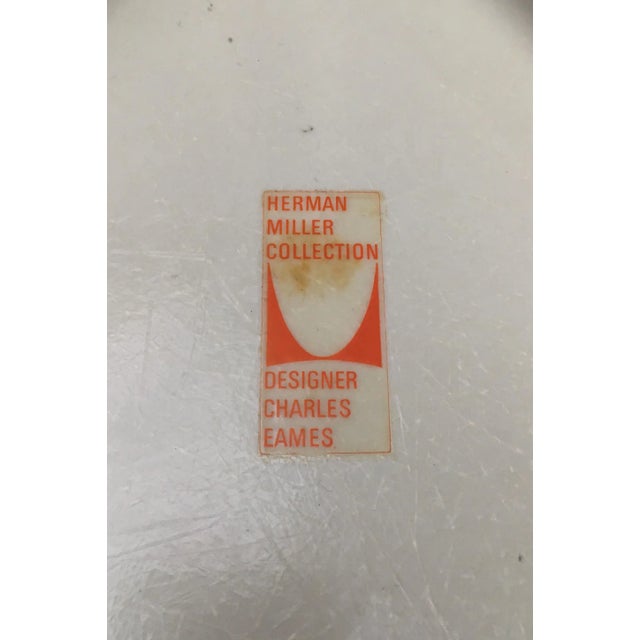 HERMAN
MILLER
COLLECTION
DESIGNER
CHARLES
EAMES